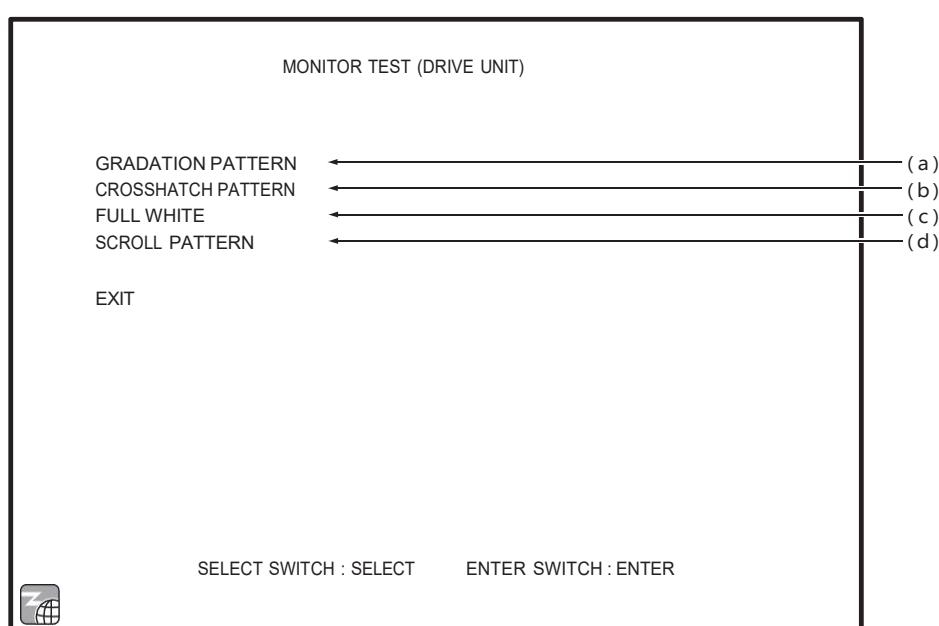 MONITOR TEST (DRIVE UNIT)
GRADATION PATTERN (a)
CROSSHATCH PATTERN (b)
FULL WHITE (c)
SCROLL PATTERN (d)
EXIT
SELECT SWITCH : SELECT ENTER SWITCH : ENTER